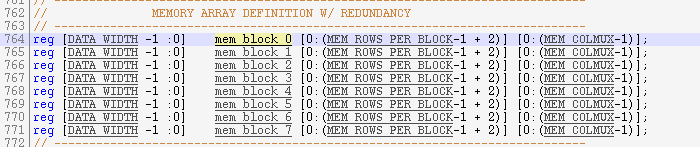 761 // -----------------------------------------------------------------------
762 //              MEMORY ARRAY DEFINITION W/ REDUNDANCY
763 // -----------------------------------------------------------------------
764 reg [DATA_WIDTH -1 :0]    mem_block_0 [0:(MEM_ROWS_PER_BLOCK-1 + 2)] [0:(MEM_COLMUX-1)];
765 reg [DATA_WIDTH -1 :0]    mem_block_1 [0:(MEM_ROWS_PER_BLOCK-1 + 2)] [0:(MEM_COLMUX-1)];
766 reg [DATA_WIDTH -1 :0]    mem_block_2 [0:(MEM_ROWS_PER_BLOCK-1 + 2)] [0:(MEM_COLMUX-1)];
767 reg [DATA_WIDTH -1 :0]    mem_block_3 [0:(MEM_ROWS_PER_BLOCK-1 + 2)] [0:(MEM_COLMUX-1)];
768 reg [DATA_WIDTH -1 :0]    mem_block_4 [0:(MEM_ROWS_PER_BLOCK-1 + 2)] [0:(MEM_COLMUX-1)];
769 reg [DATA_WIDTH -1 :0]    mem_block_5 [0:(MEM_ROWS_PER_BLOCK-1 + 2)] [0:(MEM_COLMUX-1)];
770 reg [DATA_WIDTH -1 :0]    mem_block_6 [0:(MEM_ROWS_PER_BLOCK-1 + 2)] [0:(MEM_COLMUX-1)];
771 reg [DATA_WIDTH -1 :0]    mem_block_7 [0:(MEM_ROWS_PER_BLOCK-1 + 2)] [0:(MEM_COLMUX-1)];
772 // -----------------------------------------------------------------------